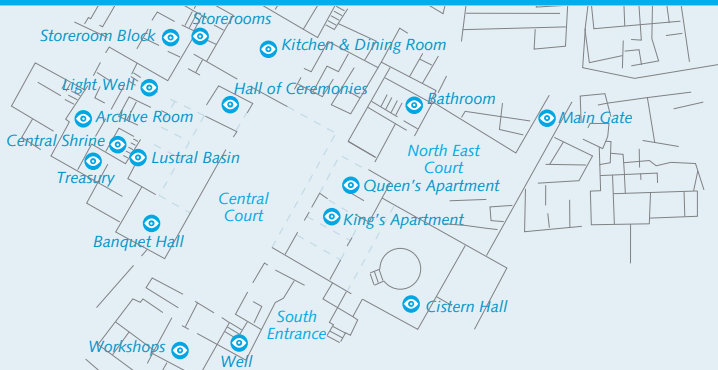 Storerooms
Storeroom Block
Kitchen & Dining Room
Light Well
Hall of Ceremonies
Bathroom
Archive Room
Main Gate
Central Shrine
Lustral Basin
North East
Court
Treasury
Queen's Apartment
Central
Court
King's Apartment
Banquet Hall
Cistern Hall
South
Entrance
Workshops
Well